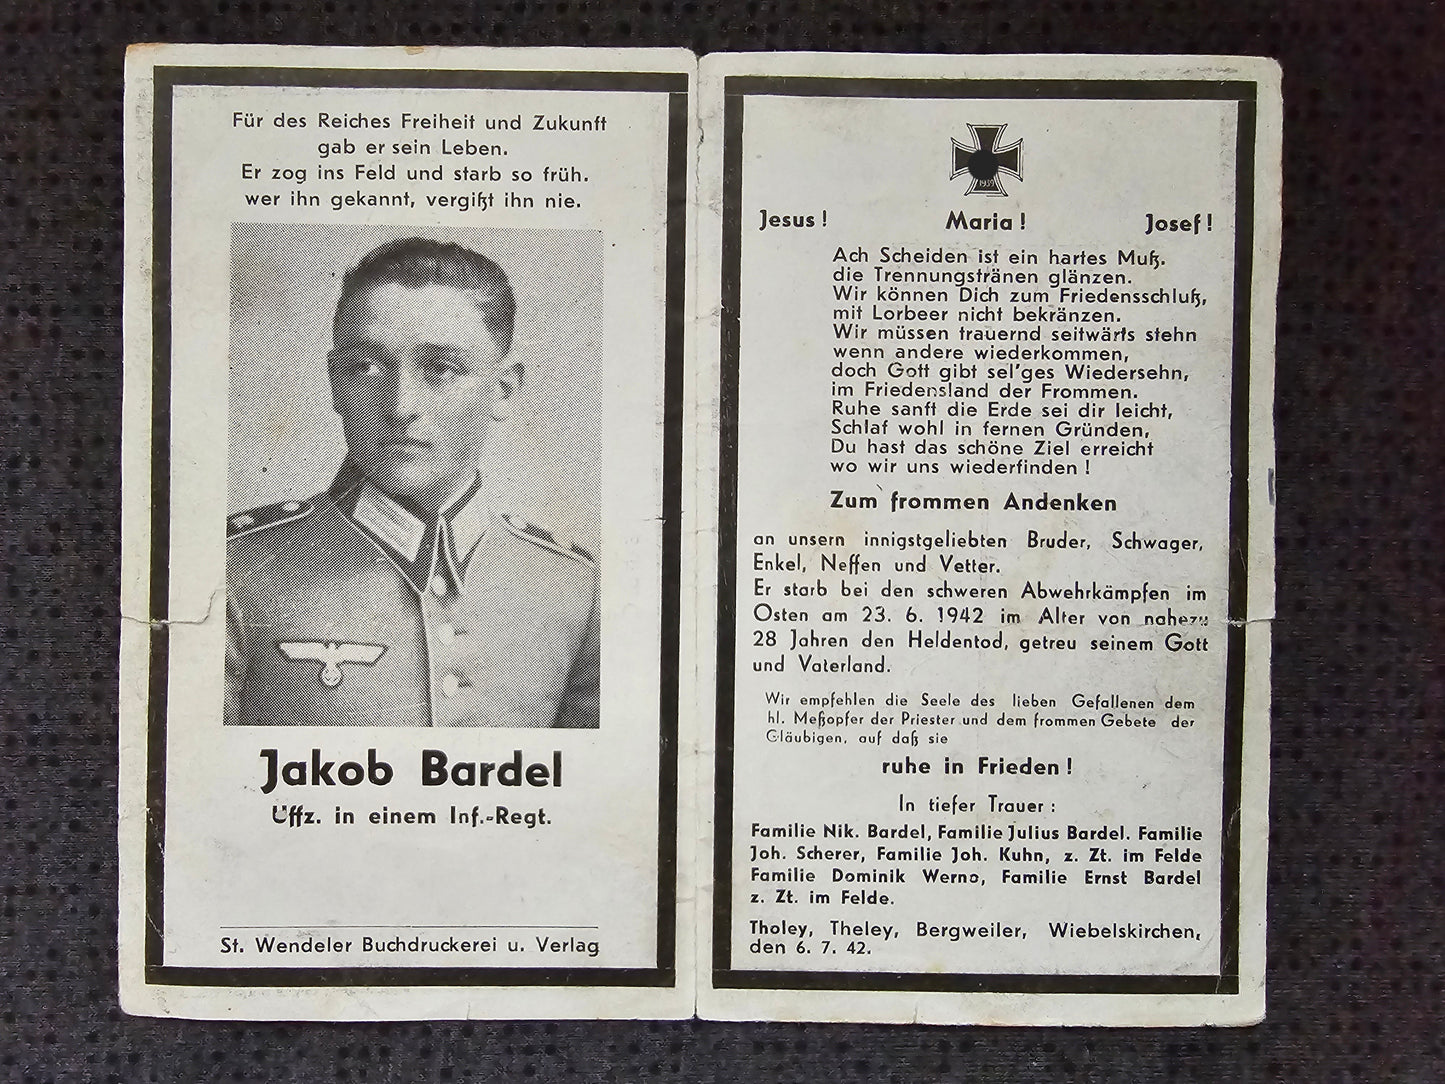 Für des Reiches Freiheit und Zukunft
gab er sein Leben.
Er zog ins Feld und starb so früh.
wer ihn gekannt, vergißt ihn nie.
Jakob Bardel
Uffz. in einem Inf.-Regt.
St. Wendeler Buchdruckerei u. Verlag
1939
Jesus! Maria! Josef!
Ach Scheiden ist ein hartes Muß.
die Trennungstränen glänzen.
Wir können Dich zum Friedensschluß,
mit Lorbeer nicht bekränzen.
Wir müssen trauernd seitwärts stehn
wenn andere wiederkommen,
doch Gott gibt sel'ges Wiedersehn,
im Friedensland der Frommen.
Ruhe sanft die Erde sei dir leicht,
Schlaf wohl in fernen Gründen,
Du hast das schöne Ziel erreicht
wo wir uns wiederfinden!
Zum frommen Andenken
an unsern innigstgeliebten Bruder, Schwager,
Enkel, Neffen und Vetter.
Er starb bei den schweren Abwehrkämpfen im
Osten am 23. 6. 1942 im Alter von nahezu
28 Jahren den Heldentod, getreu seinem Gott
und Vaterland.
Wir empfehlen die Seele des lieben Gefallenen dem
hl. Meßopfer der Priester und dem frommen Gebete der
Gläubigen, auf daß sie
ruhe in Frieden!
In tiefer Trauer:
Familie Nik. Bardel, Familie Julius Bardel. Familie
Joh. Scherer, Familie Joh. Kuhn, z. Zt. im Felde
Familie Dominik Werno, Familie Ernst Bardel
z. Zt. im Felde.
Tholey, Theley, Bergweiler, Wiebelskirchen,
den 6. 7. 42.